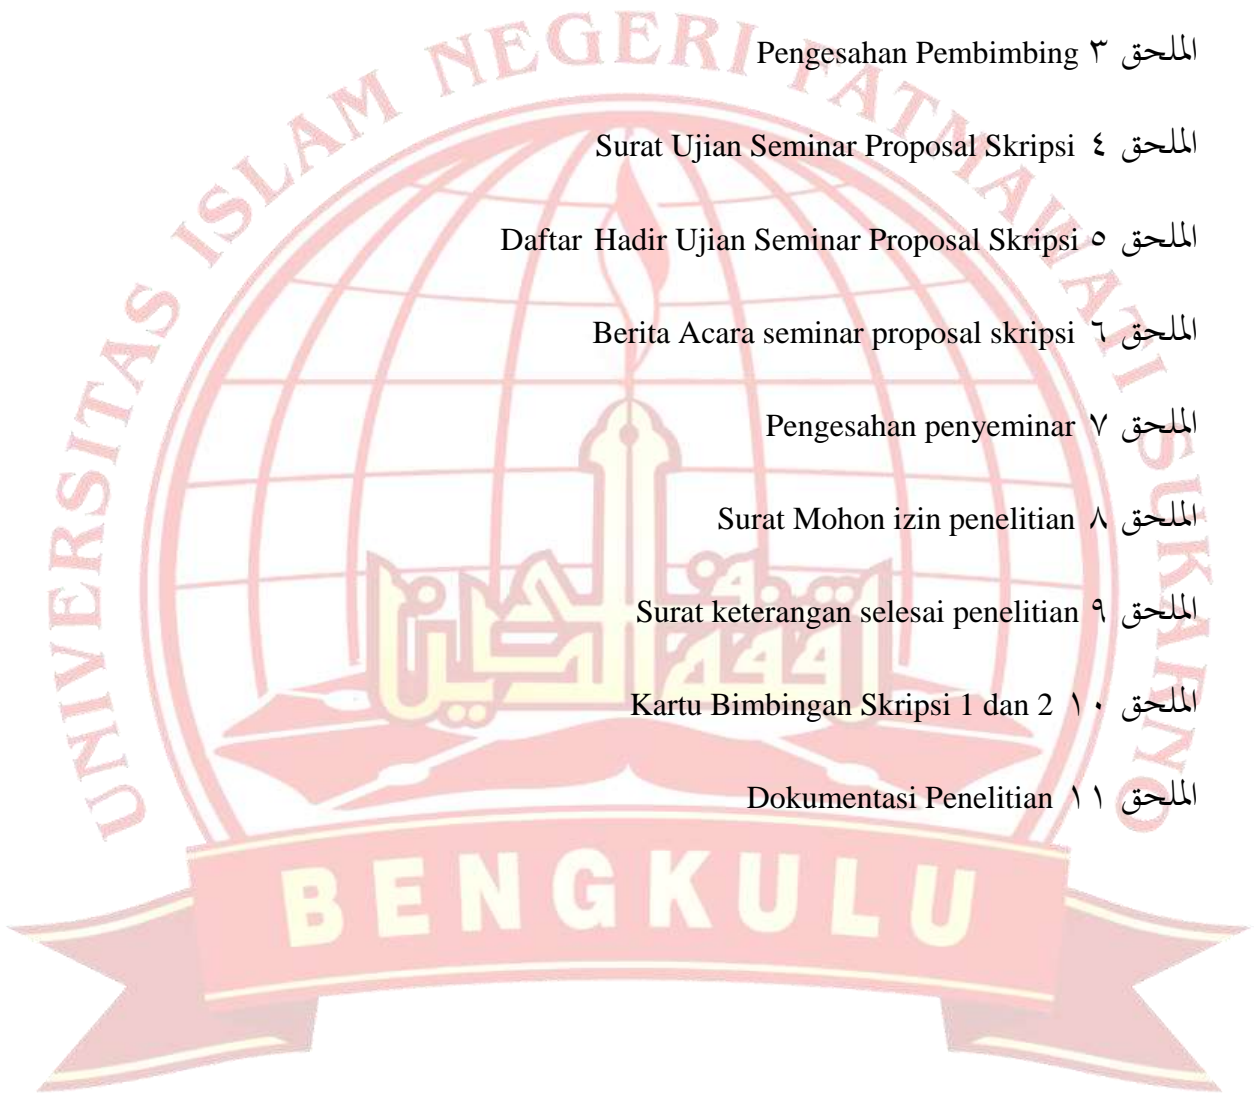 الملحق ٣ Pengesahan Pembimbing
الملحق ٤ Surat Ujian Seminar Proposal Skripsi
الملحق ٥ Daftar Hadir Ujian Seminar Proposal Skripsi
الملحق ٦ Berita Acara seminar proposal skripsi
الملحق ٧ Pengesahan penyeminar
الملحق ٨ Surat Mohon izin penelitian
الملحق ٩ Surat keterangan selesai penelitian
الملحق ١٠ Kartu Bimbingan Skripsi 1 dan 2
الملحق ١١ Dokumentasi Penelitian
UNIVERSITAS ISLAM NEGERI FATMAWATI SUKARNO
BENGKULU